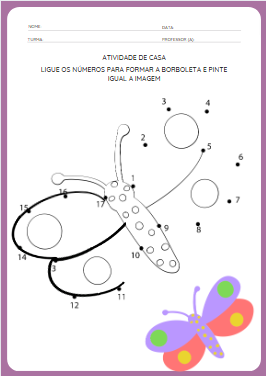 NOME:
DATA:
TURMA:
PROFESSOR (A):
ATIVIDADE DE CASA
LIGUE OS NÚMEROS PARA FORMAR A BORBOLETA E PINTE
IGUAL A IMAGEM
3
4
2
5
6
1
16
17
7
15
8
9
14
10
3
11
12